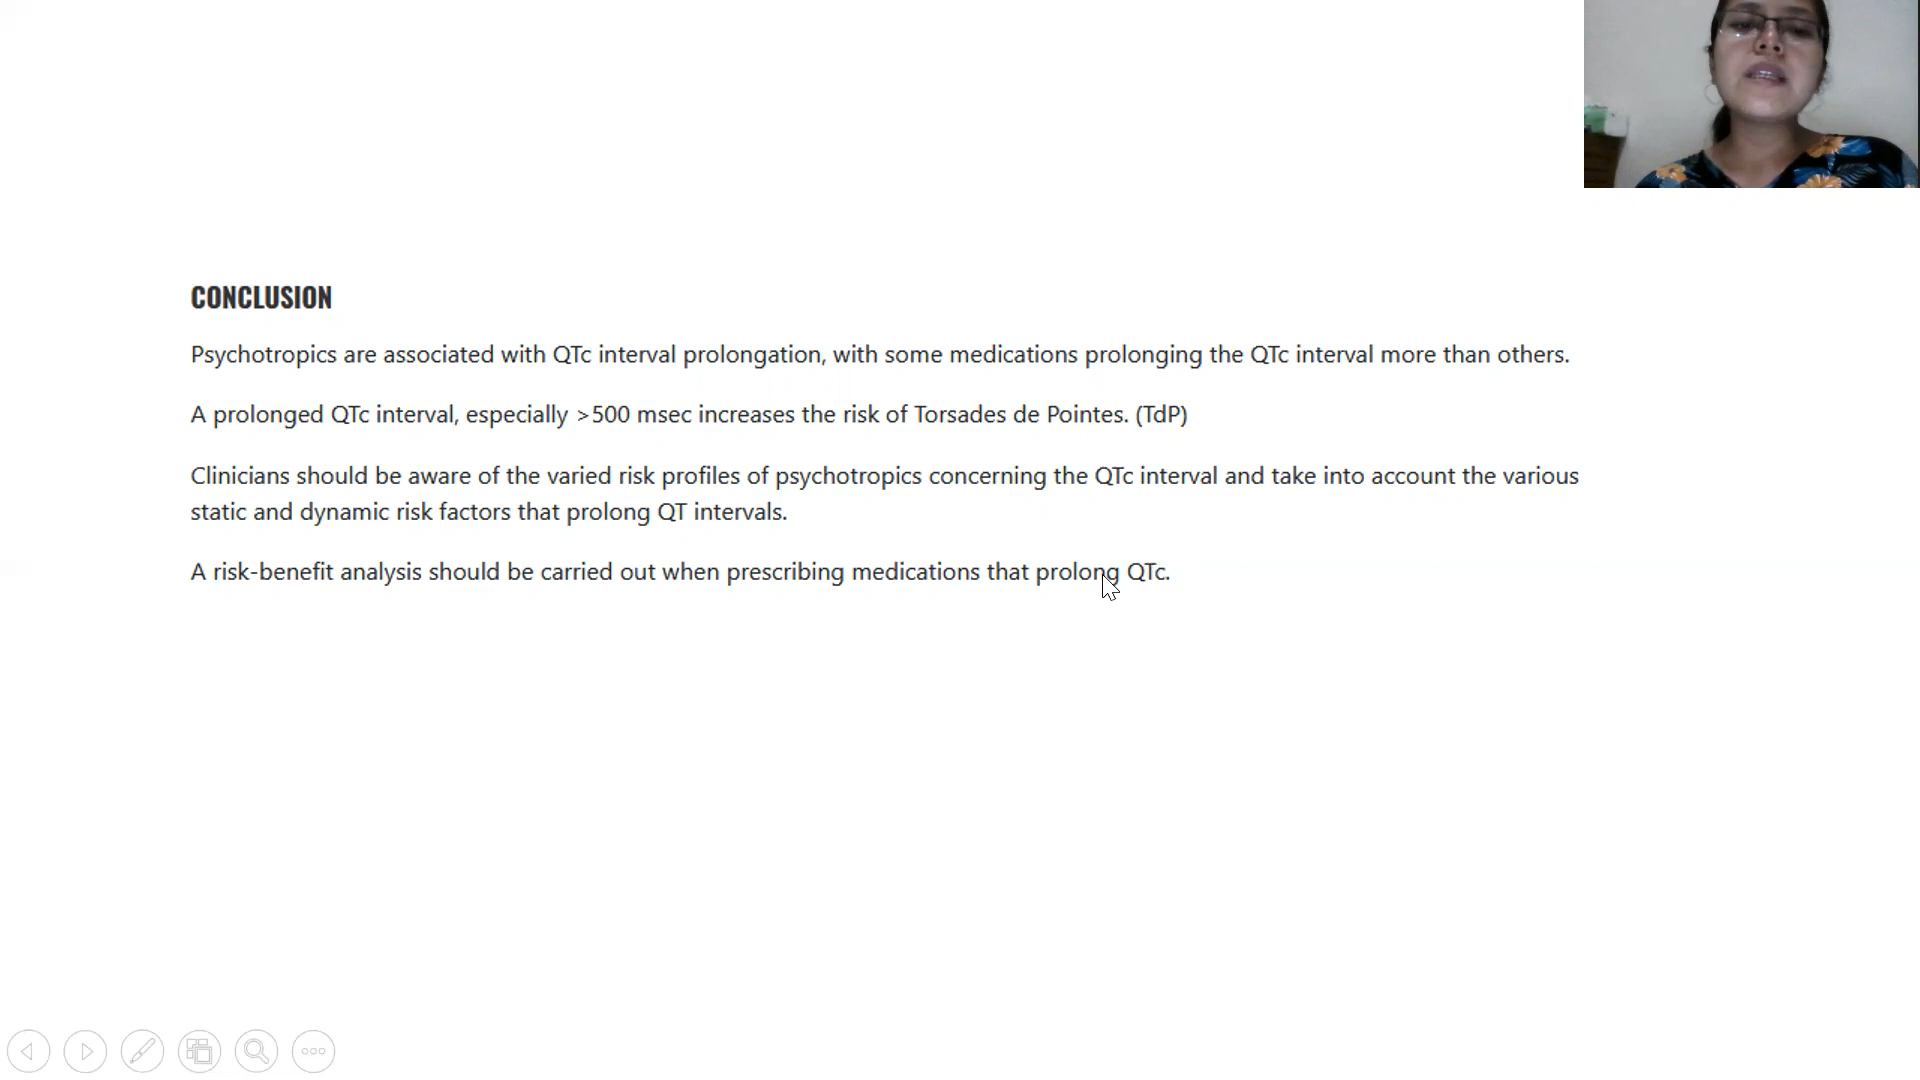 CONCLUSION
Psychotropics are associated with QTc interval prolongation, with some medications prolonging the QTc interval more than others.
A prolonged QTc interval, especially >500 msec increases the risk of Torsades de Pointes. (TdP)
Clinicians should be aware of the varied risk profiles of psychotropics concerning the QTc interval and take into account the various
static and dynamic risk factors that prolong QT intervals.
A risk-benefit analysis should be carried out when prescribing medications that prolong QTc.